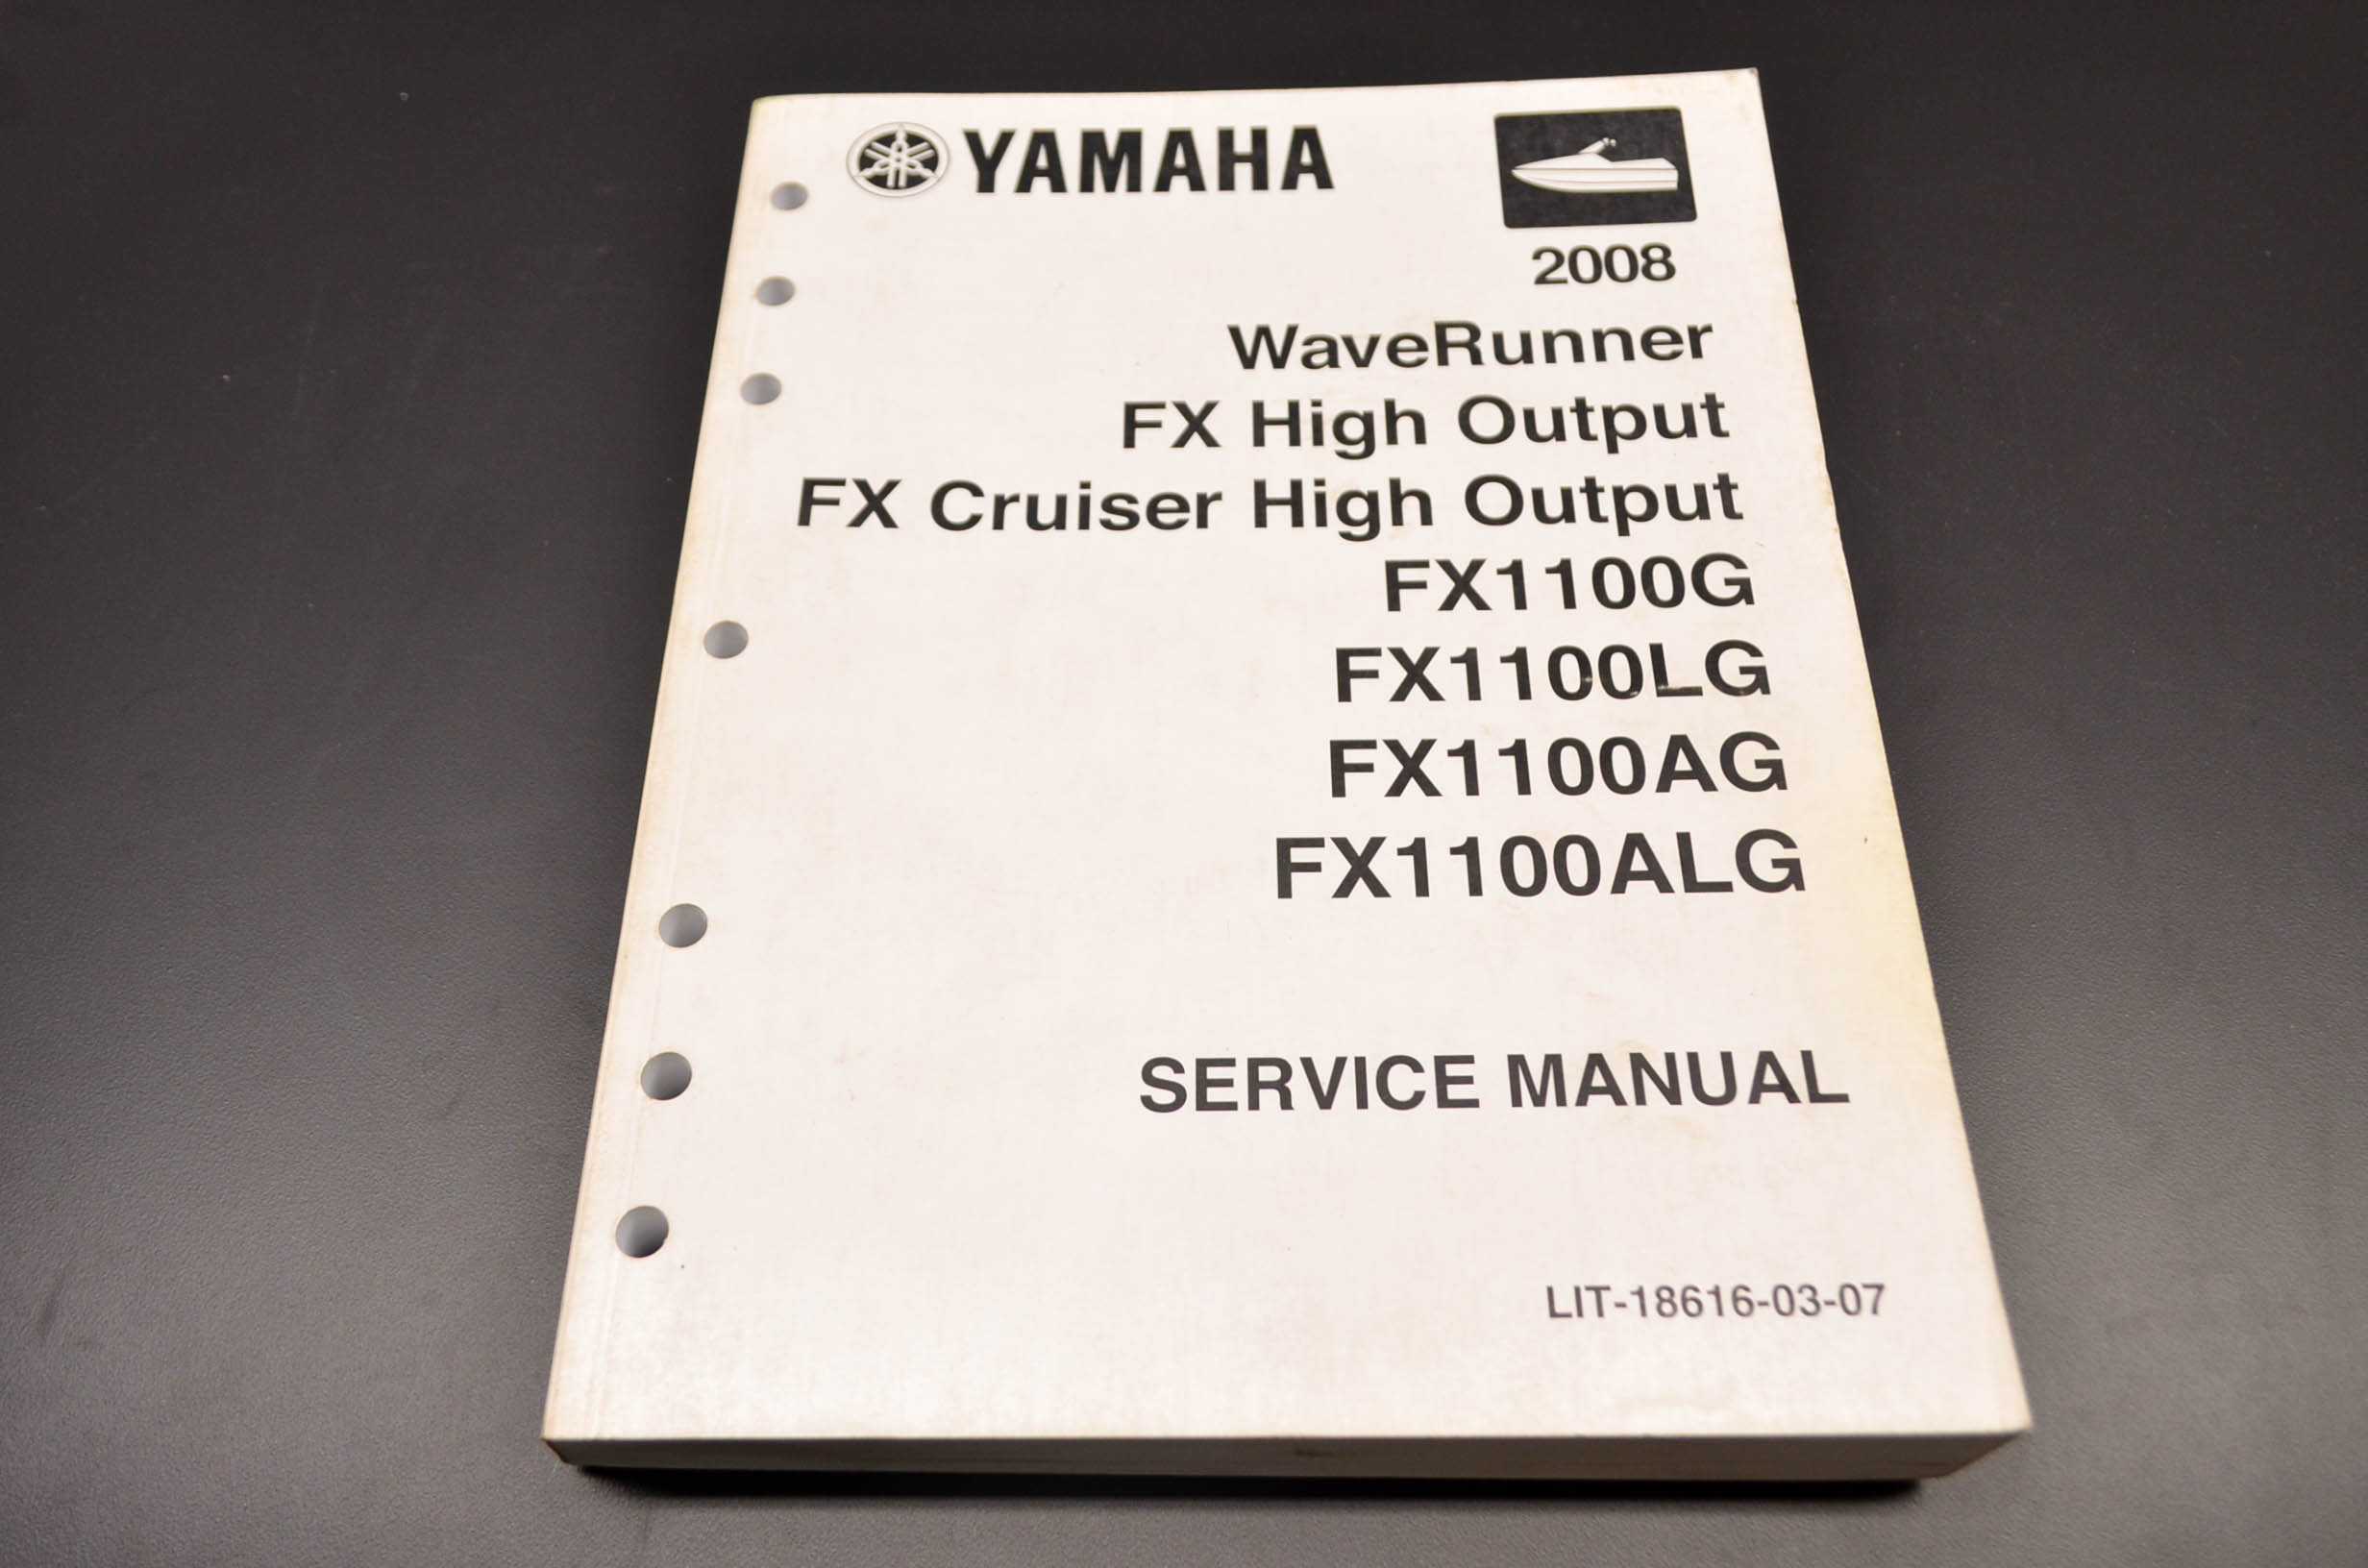 YAMAHA
2008
WaveRunner
FX High Output
FX Cruiser High Output
FX1100G
FX1100LG
FX1100AG
FX1100ALG
SERVICE MANUAL
LIT-18616-03-07